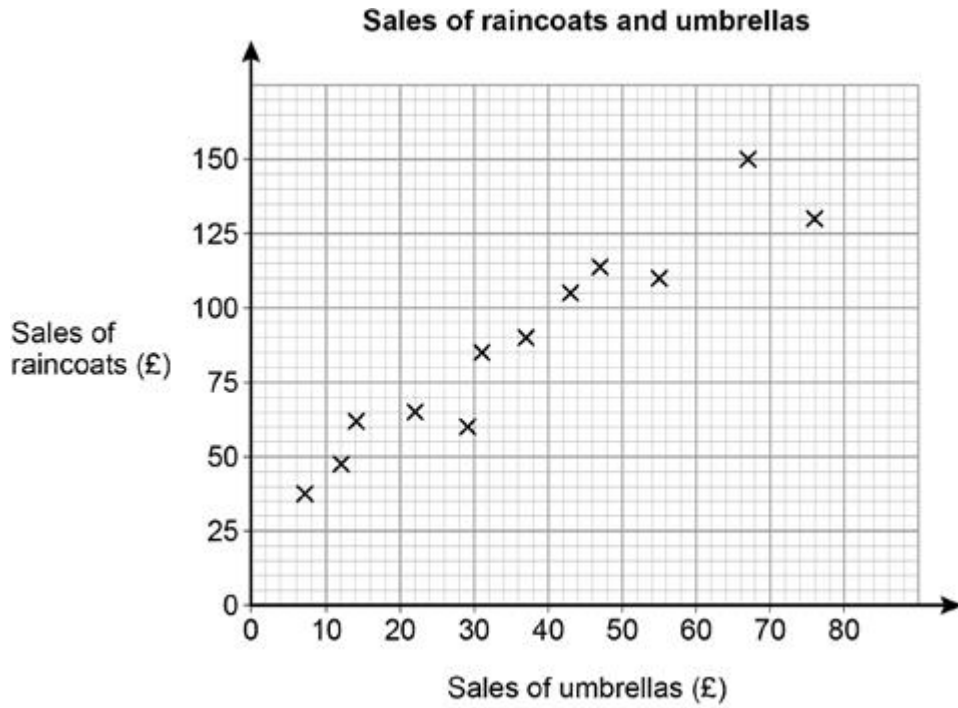 Sales of raincoats and umbrellas
150
125
100
Sales of
raincoats (£)
75
50
25
0
0 10 20 30 40 50 60 70 80
Sales of umbrellas (£)